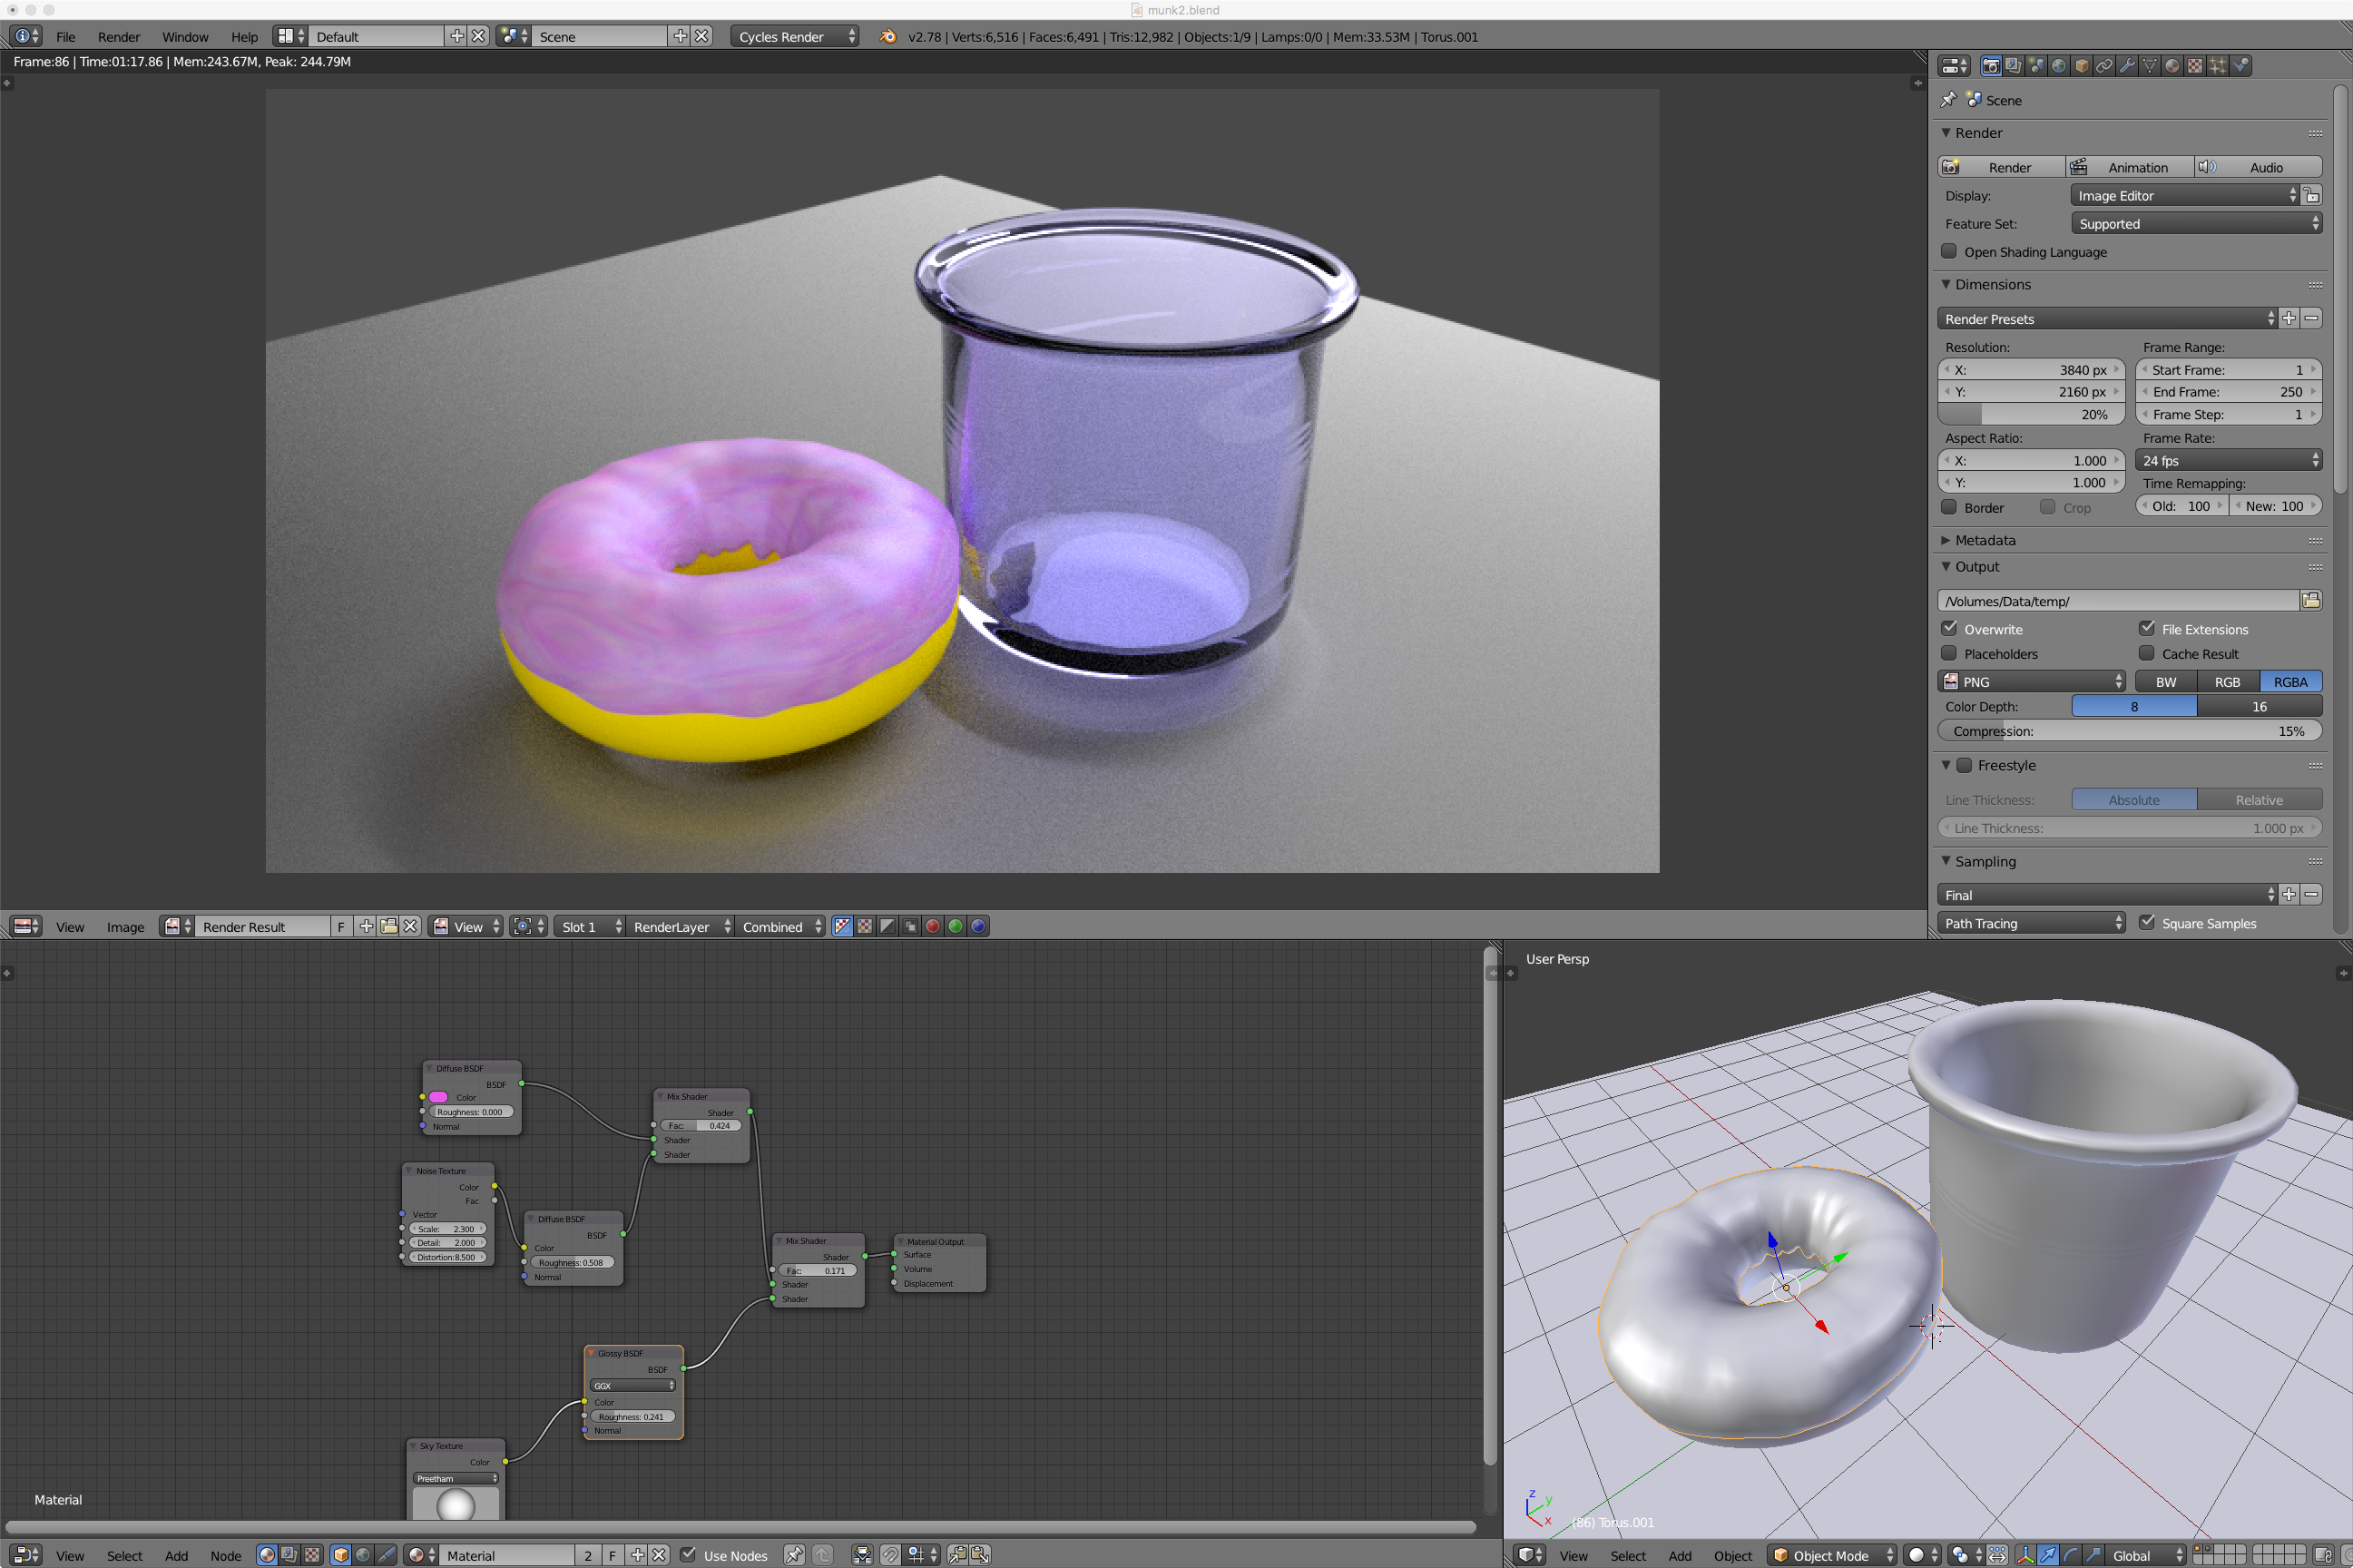 munk2.blend
File Render Window Help Default Scene Cycles Render v2.78 | Verts:6,516 | Faces:6,491 | Tris:12,982 | Objects:1/9 | Lamps:0/0 | Mem:33.53M | Torus.001
Frame:86 | Time:01:17.86 | Mem:243.67M, Peak: 244.79M
Scene
Render
Render Animation Audio
Display: Image Editor
Feature Set: Supported
Open Shading Language
Dimensions
Render Presets
Resolution: Frame Range:
X: 3840 px Start Frame: 1
Y: 2160 px End Frame: 250
20% Frame Step: 1
Aspect Ratio: Frame Rate:
X: 1.000 24 fps
Y: 1.000 Time Remapping:
Border Crop Old: 100 New: 100
Metadata
Output
/Volumes/Data/temp/
Overwrite File Extensions
Placeholders Cache Result
PNG BW RGB RGBA
Color Depth: 8 16
Compression: 15%
Freestyle
Line Thickness: Absolute Relative
Line Thickness: 1.000 px
Sampling
Final
Path Tracing Square Samples
View Image Render Result F View Slot 1 RenderLayer Combined
Diffuse BSDF
BSDF
Color
Roughness: 0.000
Normal
Mix Shader
Shader
Fac: 0.424
Shader
Shader
Noise Texture
Color
Fac
Vector
Scale: 2.300
Detail: 2.000
Distortion:8.500
Diffuse BSDF
BSDF
Color
Roughness:0.508
Normal
Mix Shader
Shader
Fac: 0.171
Shader
Shader
Material Output
Surface
Volume
Displacement
Glossy BSDF
BSDF
GGX
Color
Roughness: 0.241
Normal
Sky Texture
Color
Preetham
Material
View Select Add Node Material 2 F Use Nodes
User Persp
z
y
x
(86) Torus.001
View Select Add Object Object Mode Global